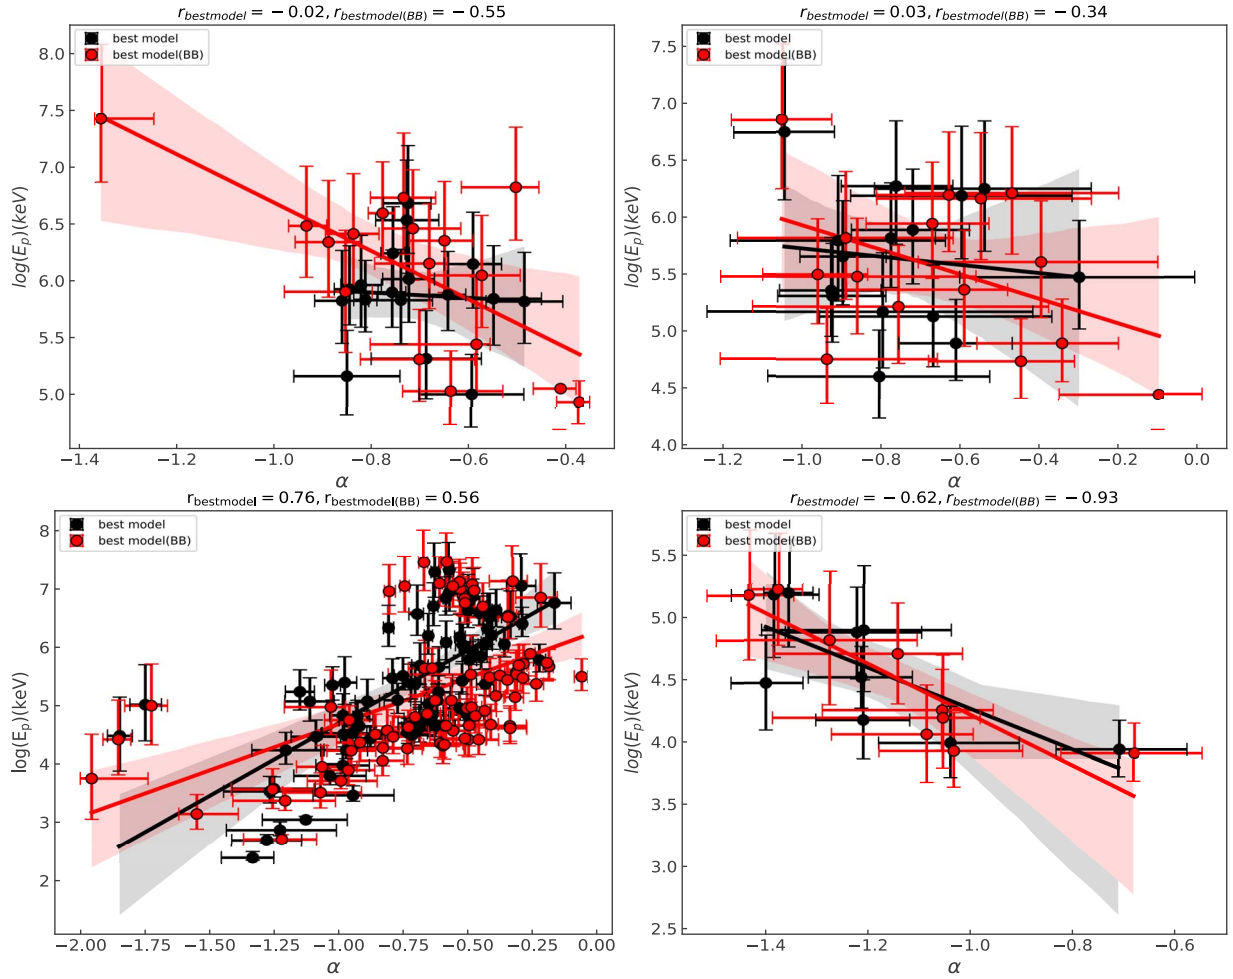 r_bestmodel = −0.02, r_bestmodel(BB) = −0.55
best model
best model(BB)
8.0
7.5
7.0
6.5
6.0
5.5
5.0
log(E_p)(keV)
−1.4 −1.2 −1.0 −0.8 −0.6 −0.4
α
r_bestmodel = 0.03, r_bestmodel(BB) = −0.34
best model
best model(BB)
7.5
7.0
6.5
6.0
5.5
5.0
4.5
4.0
log(E_p)(keV)
−1.2 −1.0 −0.8 −0.6 −0.4 −0.2 0.0
α
r_bestmodel = 0.76, r_bestmodel(BB) = 0.56
best model
best model(BB)
8
7
6
5
4
3
2
log(E_p)(keV)
−2.00 −1.75 −1.50 −1.25 −1.00 −0.75 −0.50 −0.25 0.00
α
r_bestmodel = −0.62, r_bestmodel(BB) = −0.93
best model
best model(BB)
5.5
5.0
4.5
4.0
3.5
3.0
2.5
log(E_p)(keV)
−1.4 −1.2 −1.0 −0.8 −0.6
α